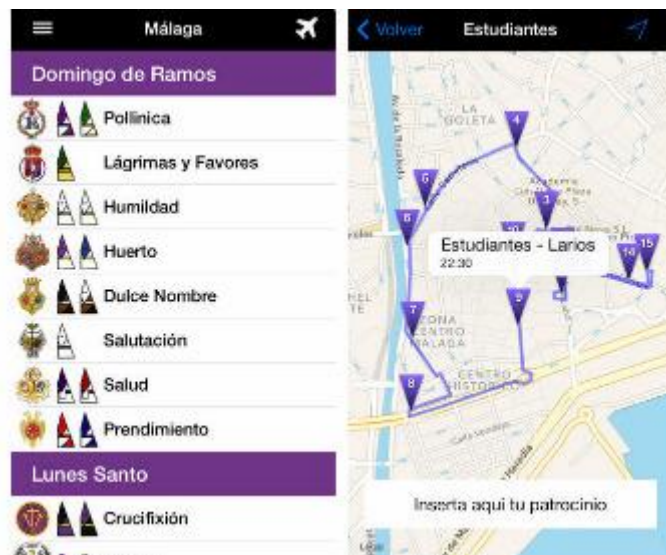 Málaga
Domingo de Ramos
Pollinica
Lágrimas y Favores
Humildad
Huerto
Dulce Nombre
Salutación
Salud
Prendimiento
Lunes Santo
Crucifixión
Volver
Estudiantes
LA
GOLETA
4
5
3
6
Estudiantes - Larios
22:30
14
15
9
7
ZONA
CENTRO
MALAGA
8
CENTRO
HISTORICO
Inserta aqui tu patrocinio